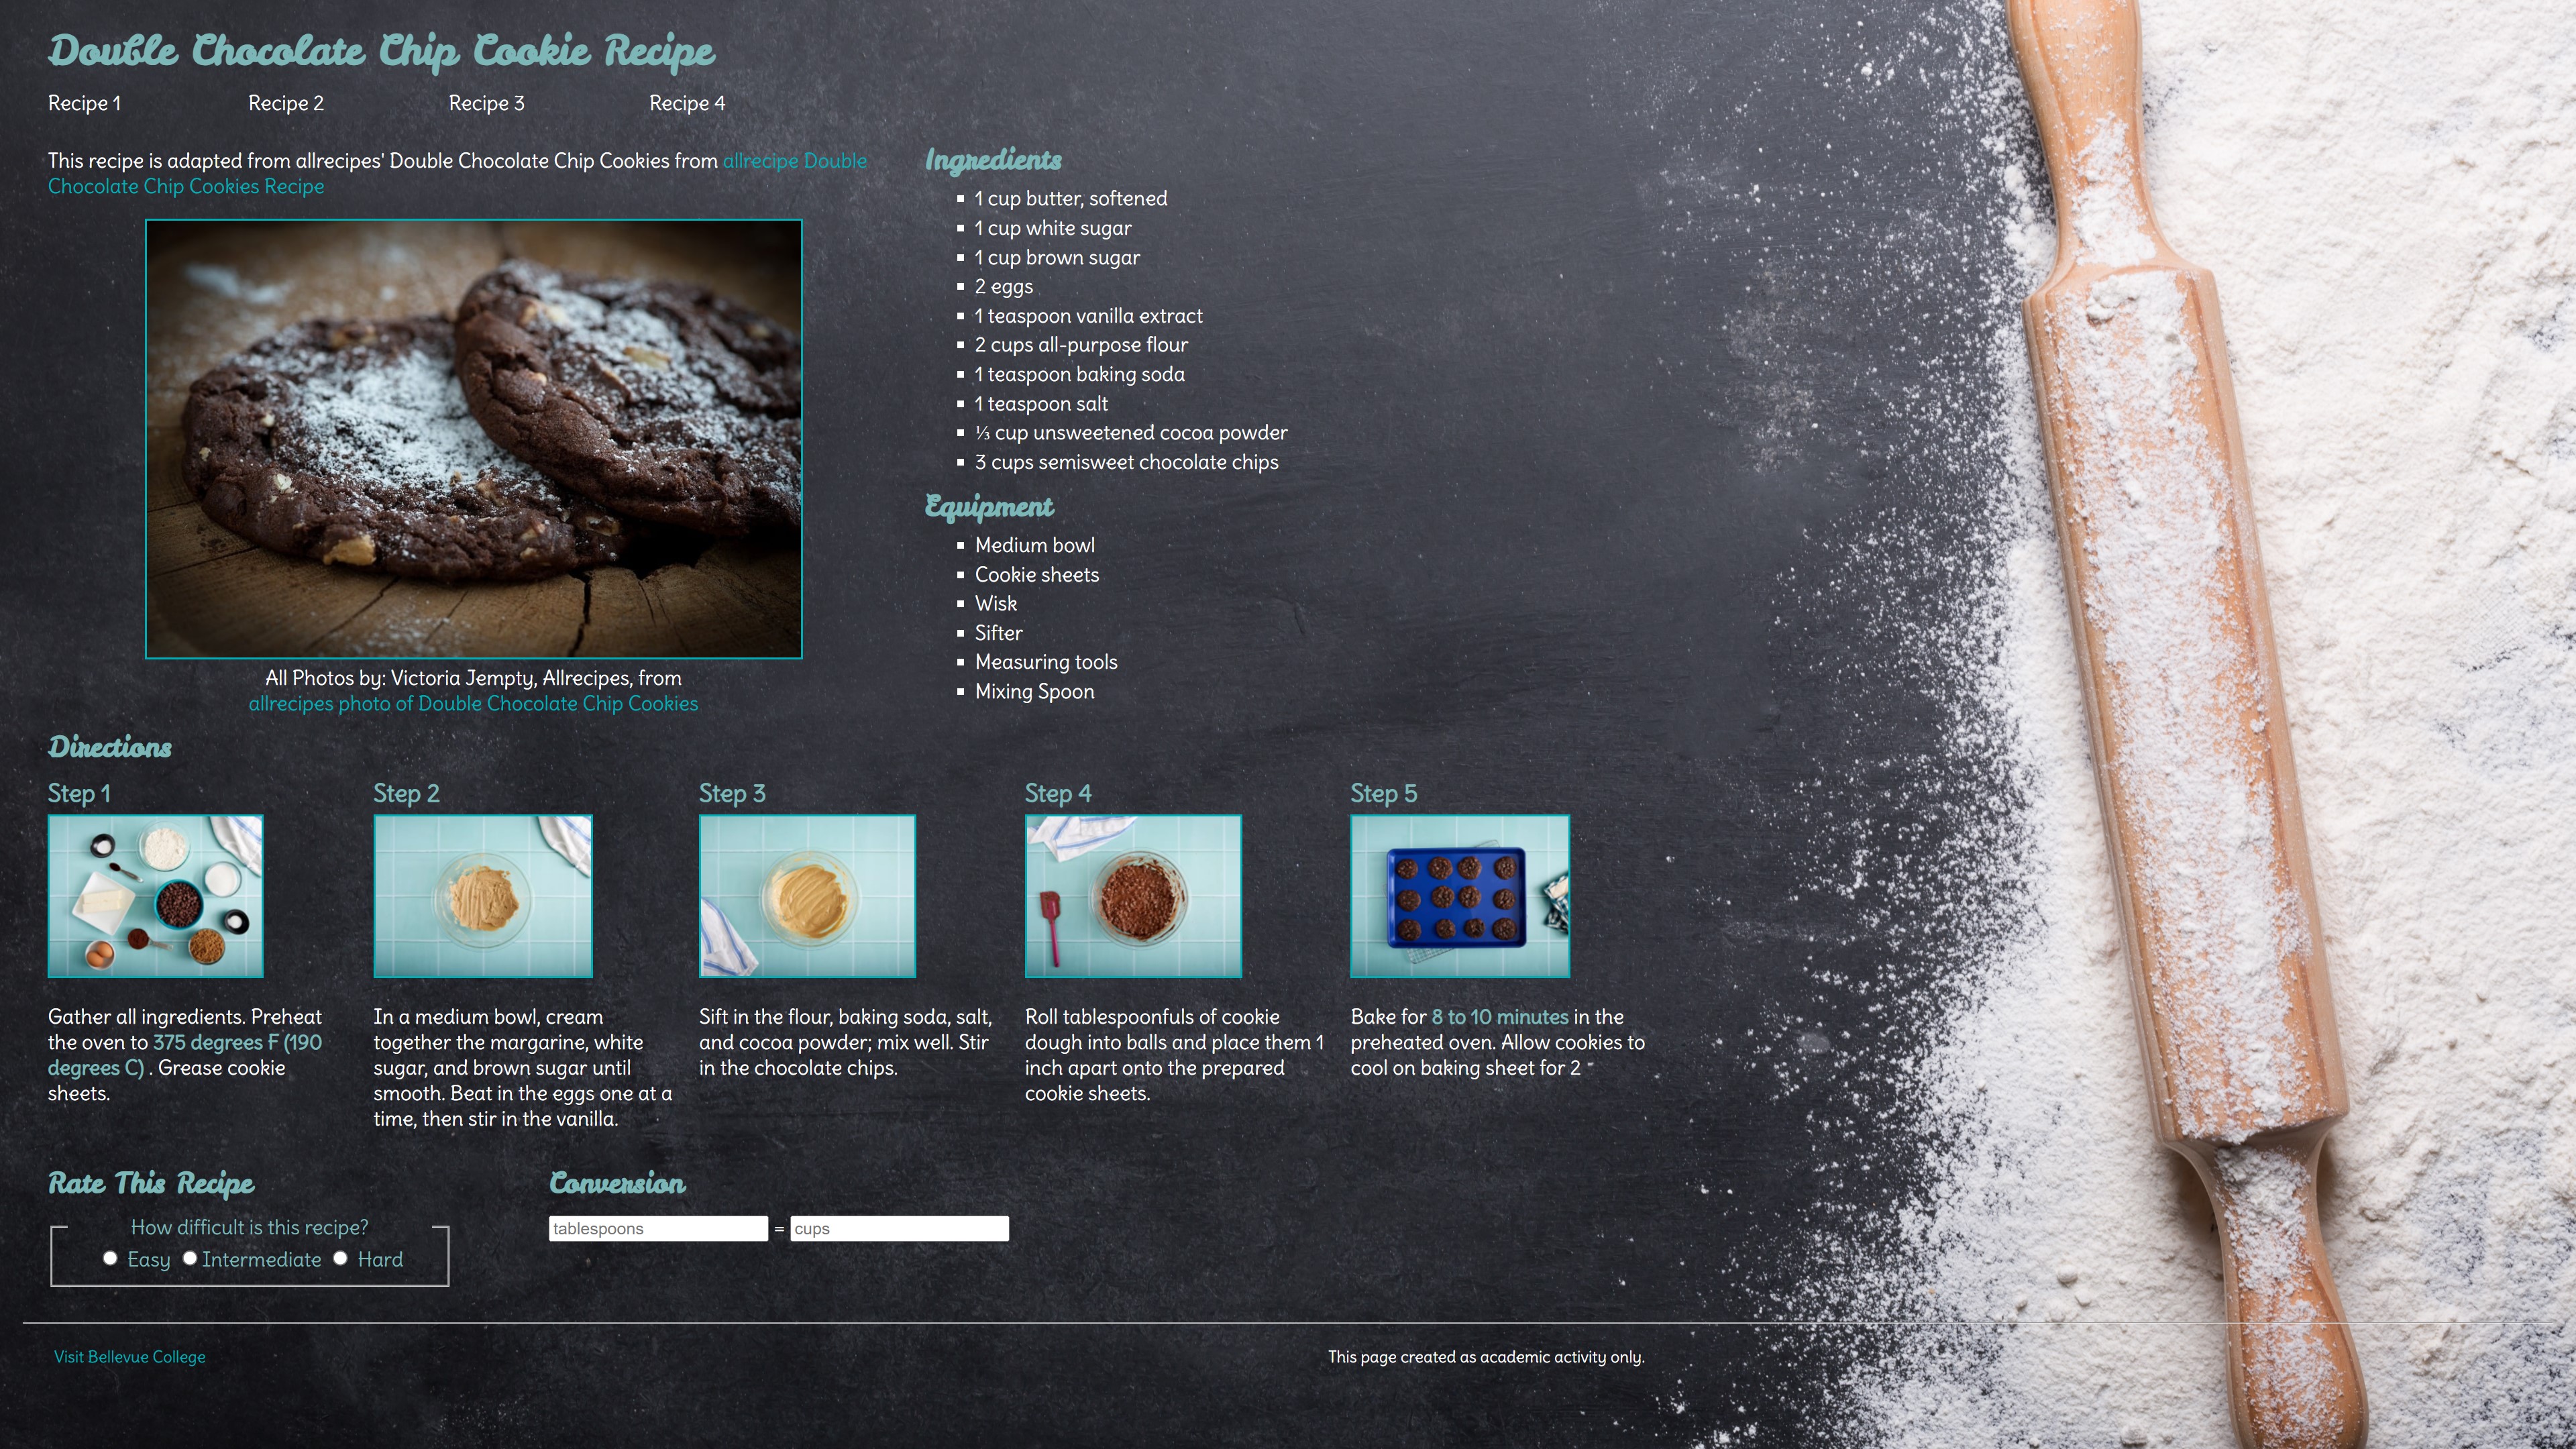 Double Chocolate Chip Cookie Recipe
Recipe 1
Recipe 2
Recipe 3
Recipe 4
This recipe is adapted from allrecipes' Double Chocolate Chip Cookies from allrecipe Double
Chocolate Chip Cookies Recipe
All Photos by: Victoria Jempty, Allrecipes, from
allrecipes photo of Double Chocolate Chip Cookies
Ingredients
1 cup butter, softened
1 cup white sugar
1 cup brown sugar
2 eggs
1 teaspoon vanilla extract
2 cups all-purpose flour
1 teaspoon baking soda
1 teaspoon salt
⅓ cup unsweetened cocoa powder
3 cups semisweet chocolate chips
Equipment
Medium bowl
Cookie sheets
Wisk
Sifter
Measuring tools
Mixing Spoon
Directions
Step 1
Gather all ingredients. Preheat
the oven to 375 degrees F (190
degrees C) . Grease cookie
sheets.
Step 2
In a medium bowl, cream
together the margarine, white
sugar, and brown sugar until
smooth. Beat in the eggs one at a
time, then stir in the vanilla.
Step 3
Sift in the flour, baking soda, salt,
and cocoa powder; mix well. Stir
in the chocolate chips.
Step 4
Roll tablespoonfuls of cookie
dough into balls and place them 1
inch apart onto the prepared
cookie sheets.
Step 5
Bake for 8 to 10 minutes in the
preheated oven. Allow cookies to
cool on baking sheet for 2
Rate This Recipe
How difficult is this recipe?
Easy Intermediate Hard
Conversion
tablespoons = cups
Visit Bellevue College
This page created as academic activity only.